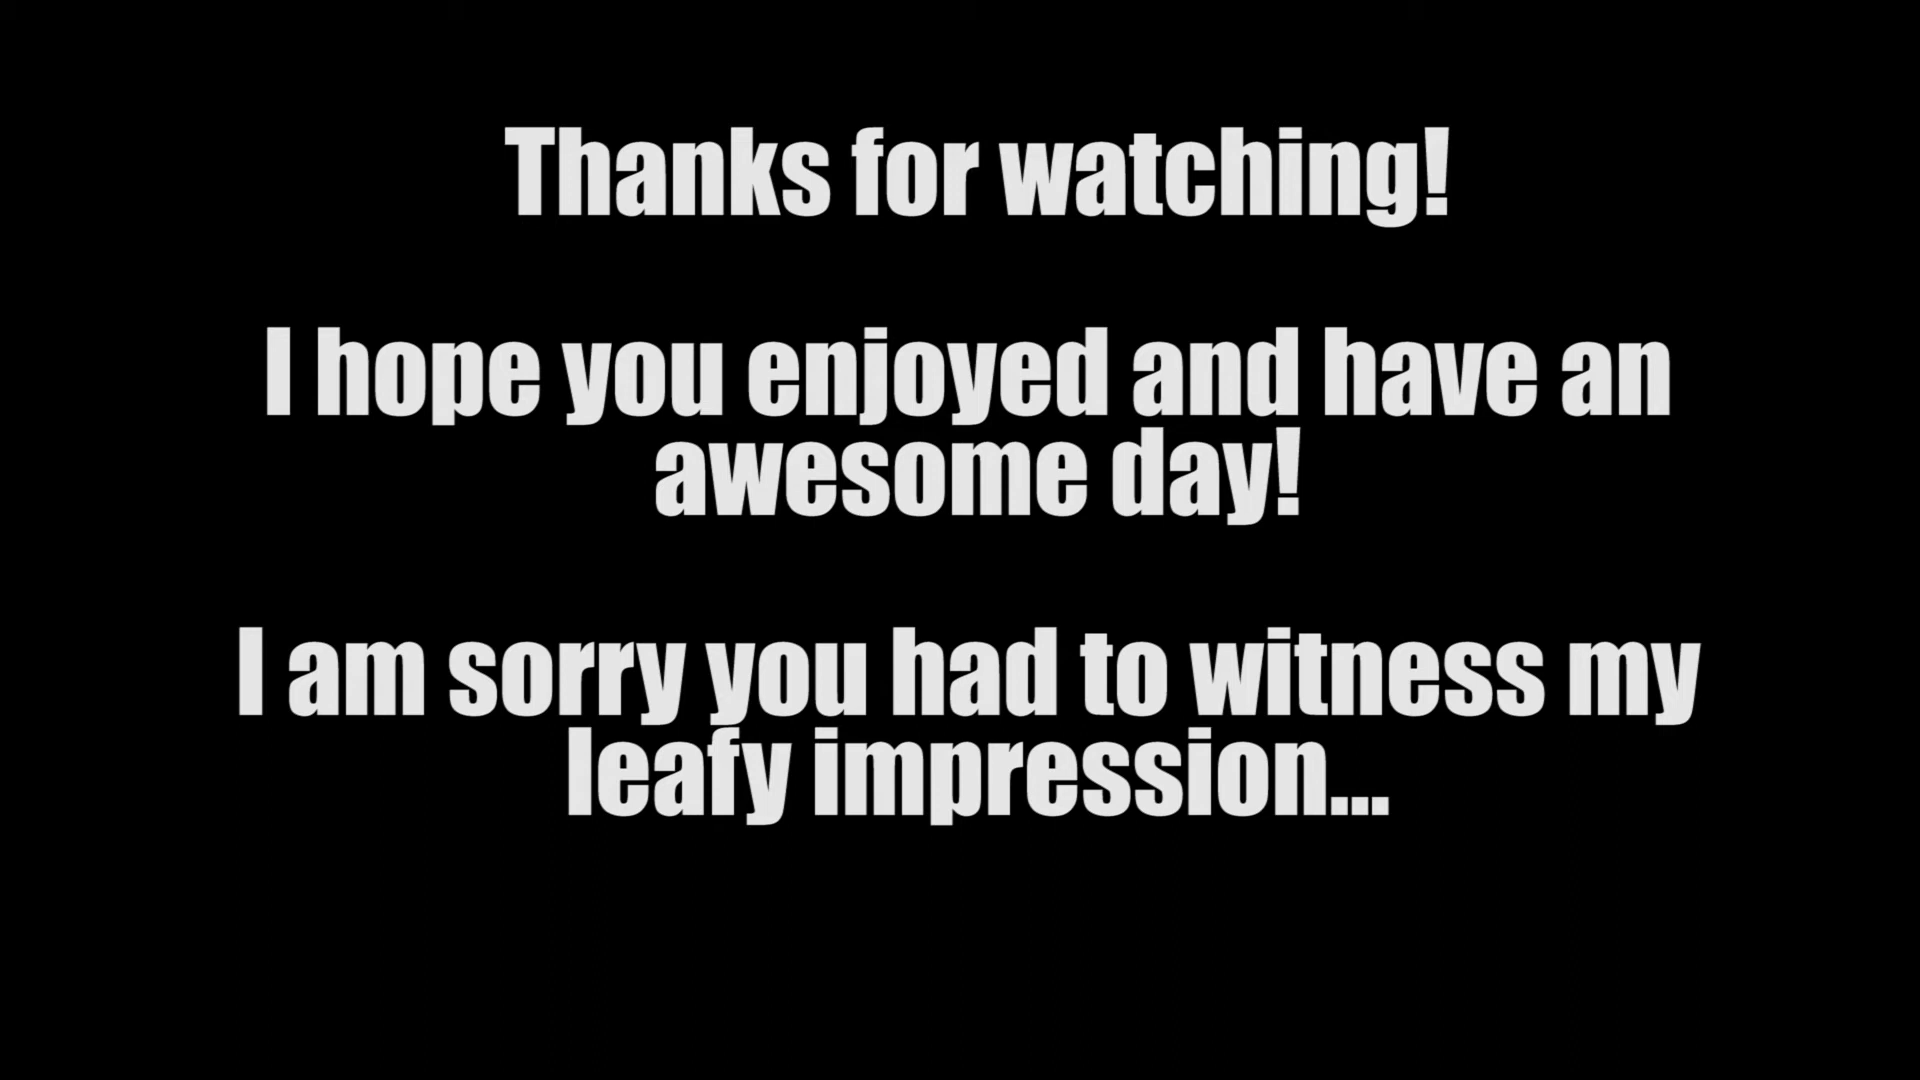 Thanks for watching!
I hope you enjoyed and have an
awesome day!
I am sorry you had to witness my
leafy impression...